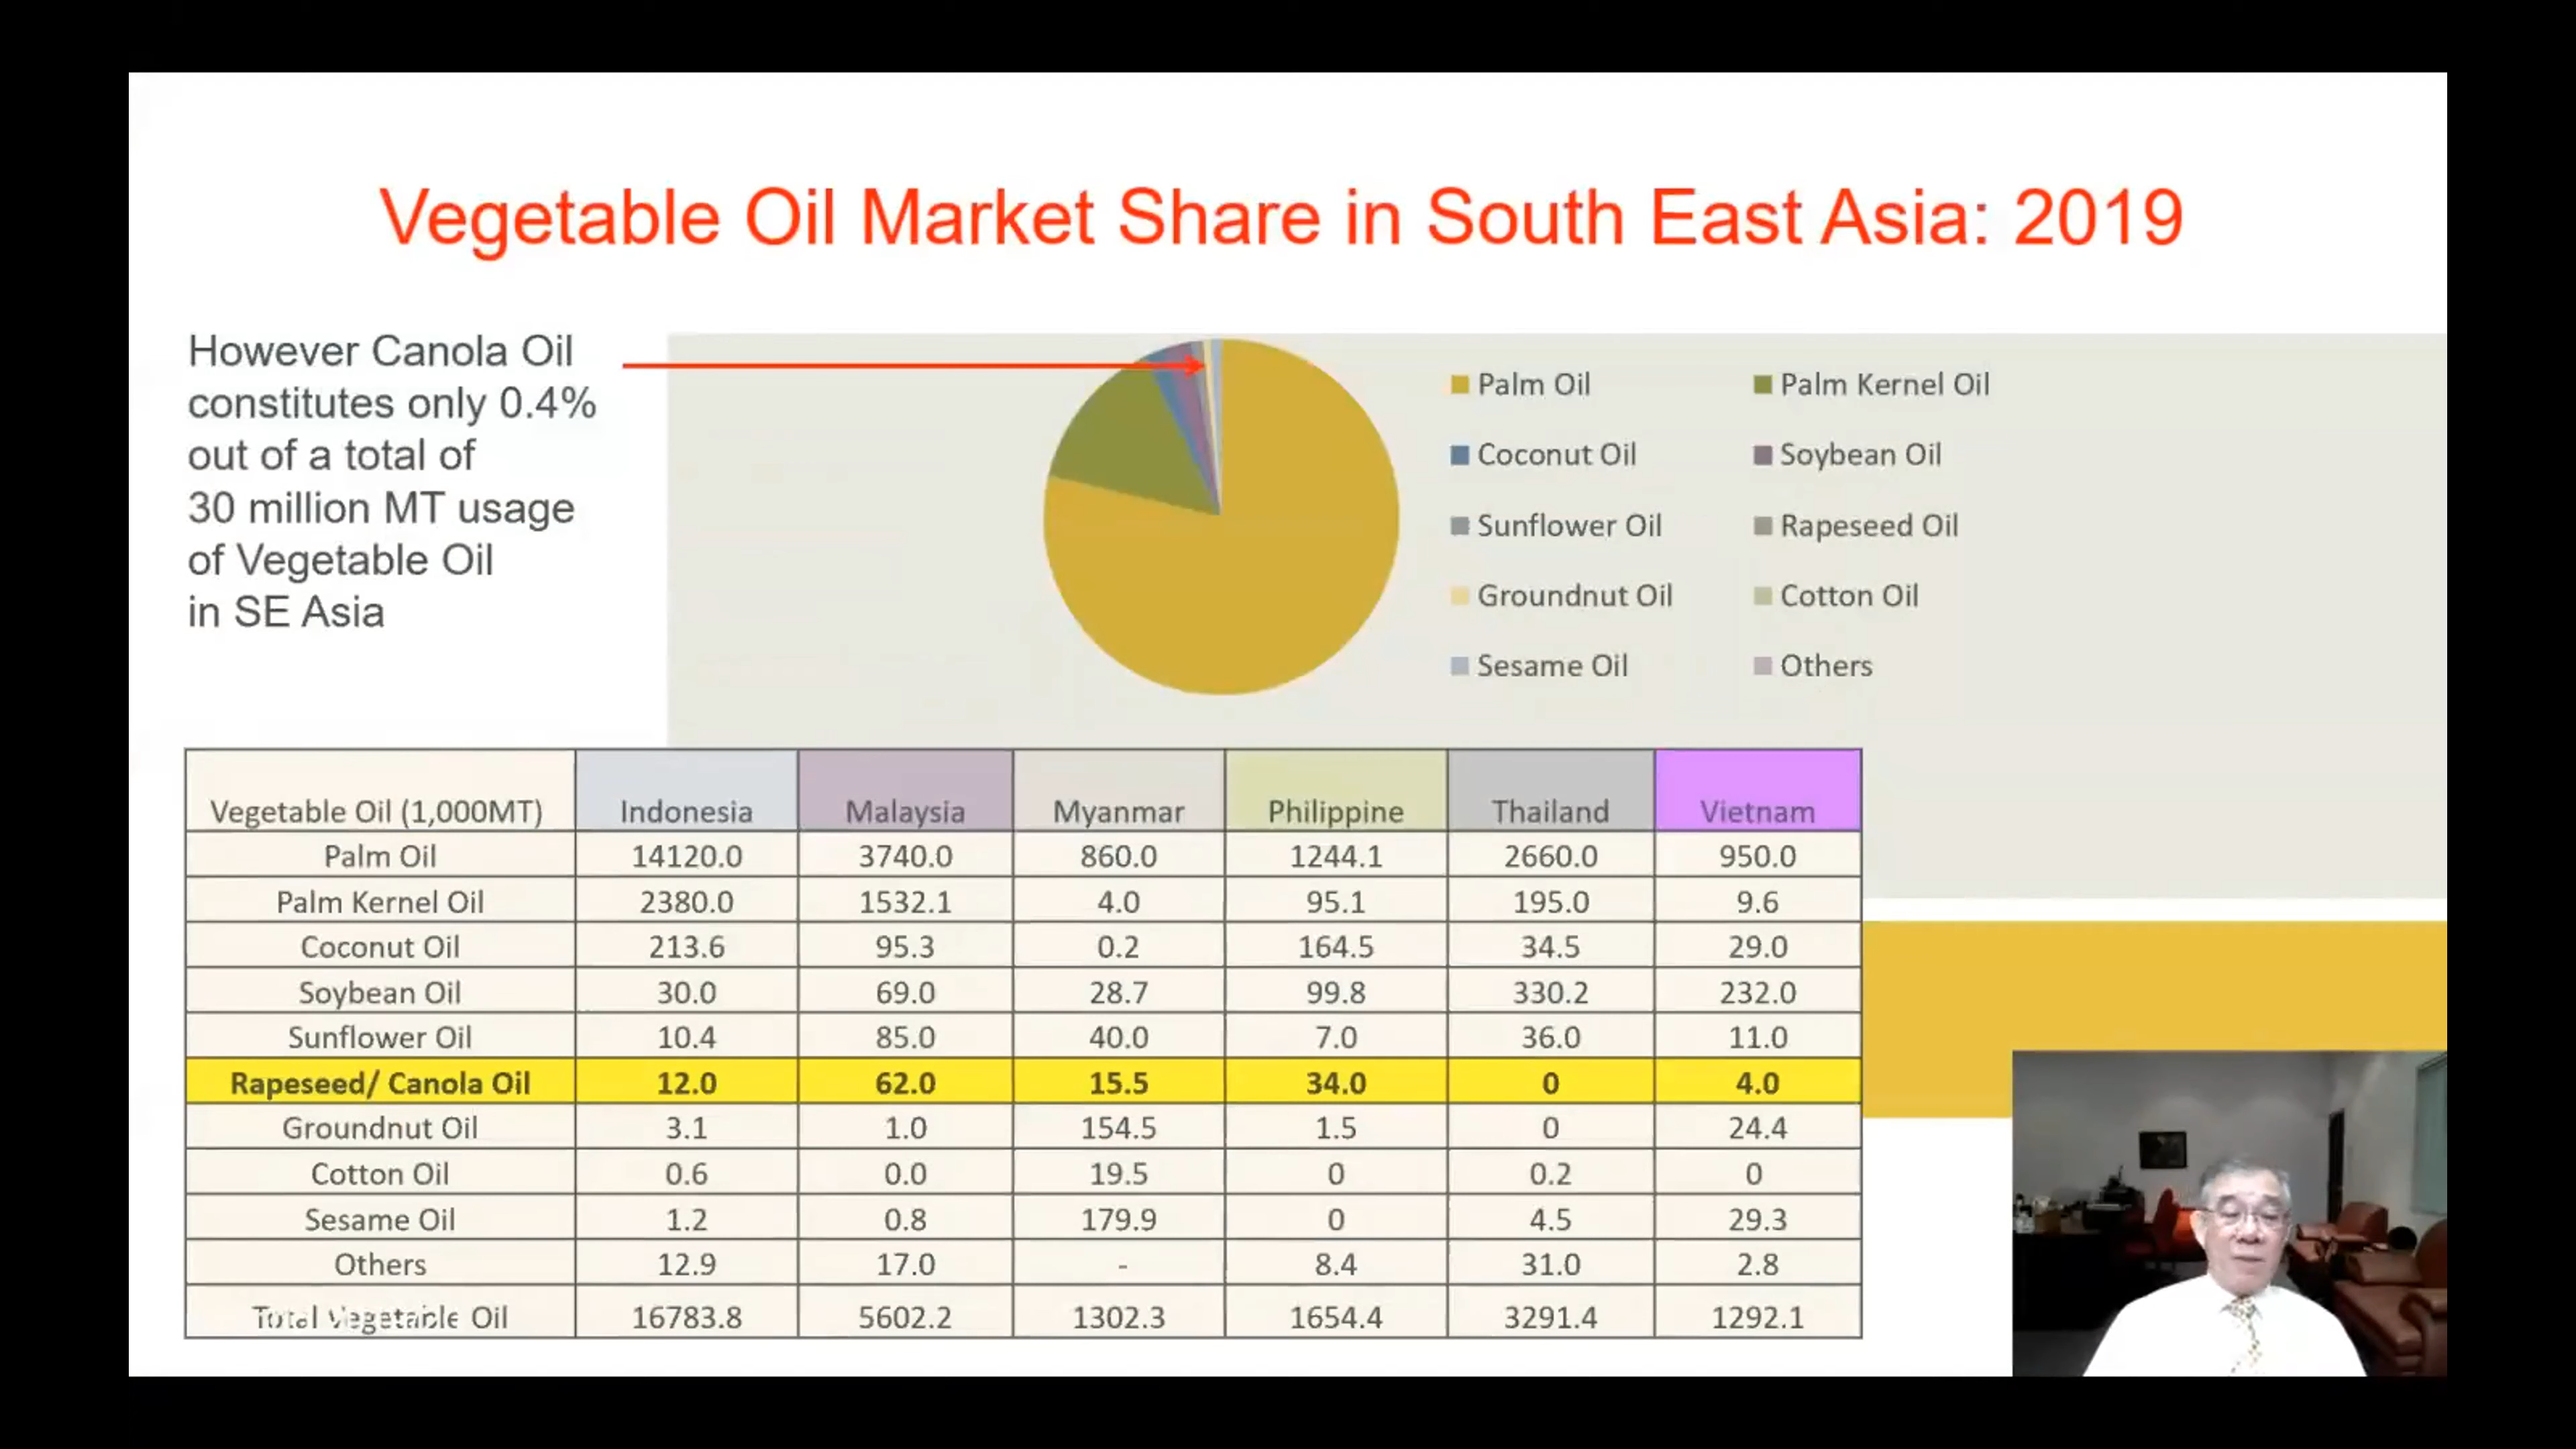 Vegetable Oil Market Share in South East Asia: 2019
However Canola Oil
constitutes only 0.4%
out of a total of
30 million MT usage
of Vegetable Oil
in SE Asia
Palm Oil Palm Kernel Oil
Coconut Oil Soybean Oil
Sunflower Oil Rapeseed Oil
Groundnut Oil Cotton Oil
Sesame Oil Others
Vegetable Oil (1,000MT) Indonesia Malaysia Myanmar Philippine Thailand Vietnam
Palm Oil 14120.0 3740.0 860.0 1244.1 2660.0 950.0
Palm Kernel Oil 2380.0 1532.1 4.0 95.1 195.0 9.6
Coconut Oil 213.6 95.3 0.2 164.5 34.5 29.0
Soybean Oil 30.0 69.0 28.7 99.8 330.2 232.0
Sunflower Oil 10.4 85.0 40.0 7.0 36.0 11.0
Rapeseed/ Canola Oil 12.0 62.0 15.5 34.0 0 4.0
Groundnut Oil 3.1 1.0 154.5 1.5 0 24.4
Cotton Oil 0.6 0.0 19.5 0 0.2 0
Sesame Oil 1.2 0.8 179.9 0 4.5 29.3
Others 12.9 17.0 - 8.4 31.0 2.8
Total Vegetable Oil 16783.8 5602.2 1302.3 1654.4 3291.4 1292.1